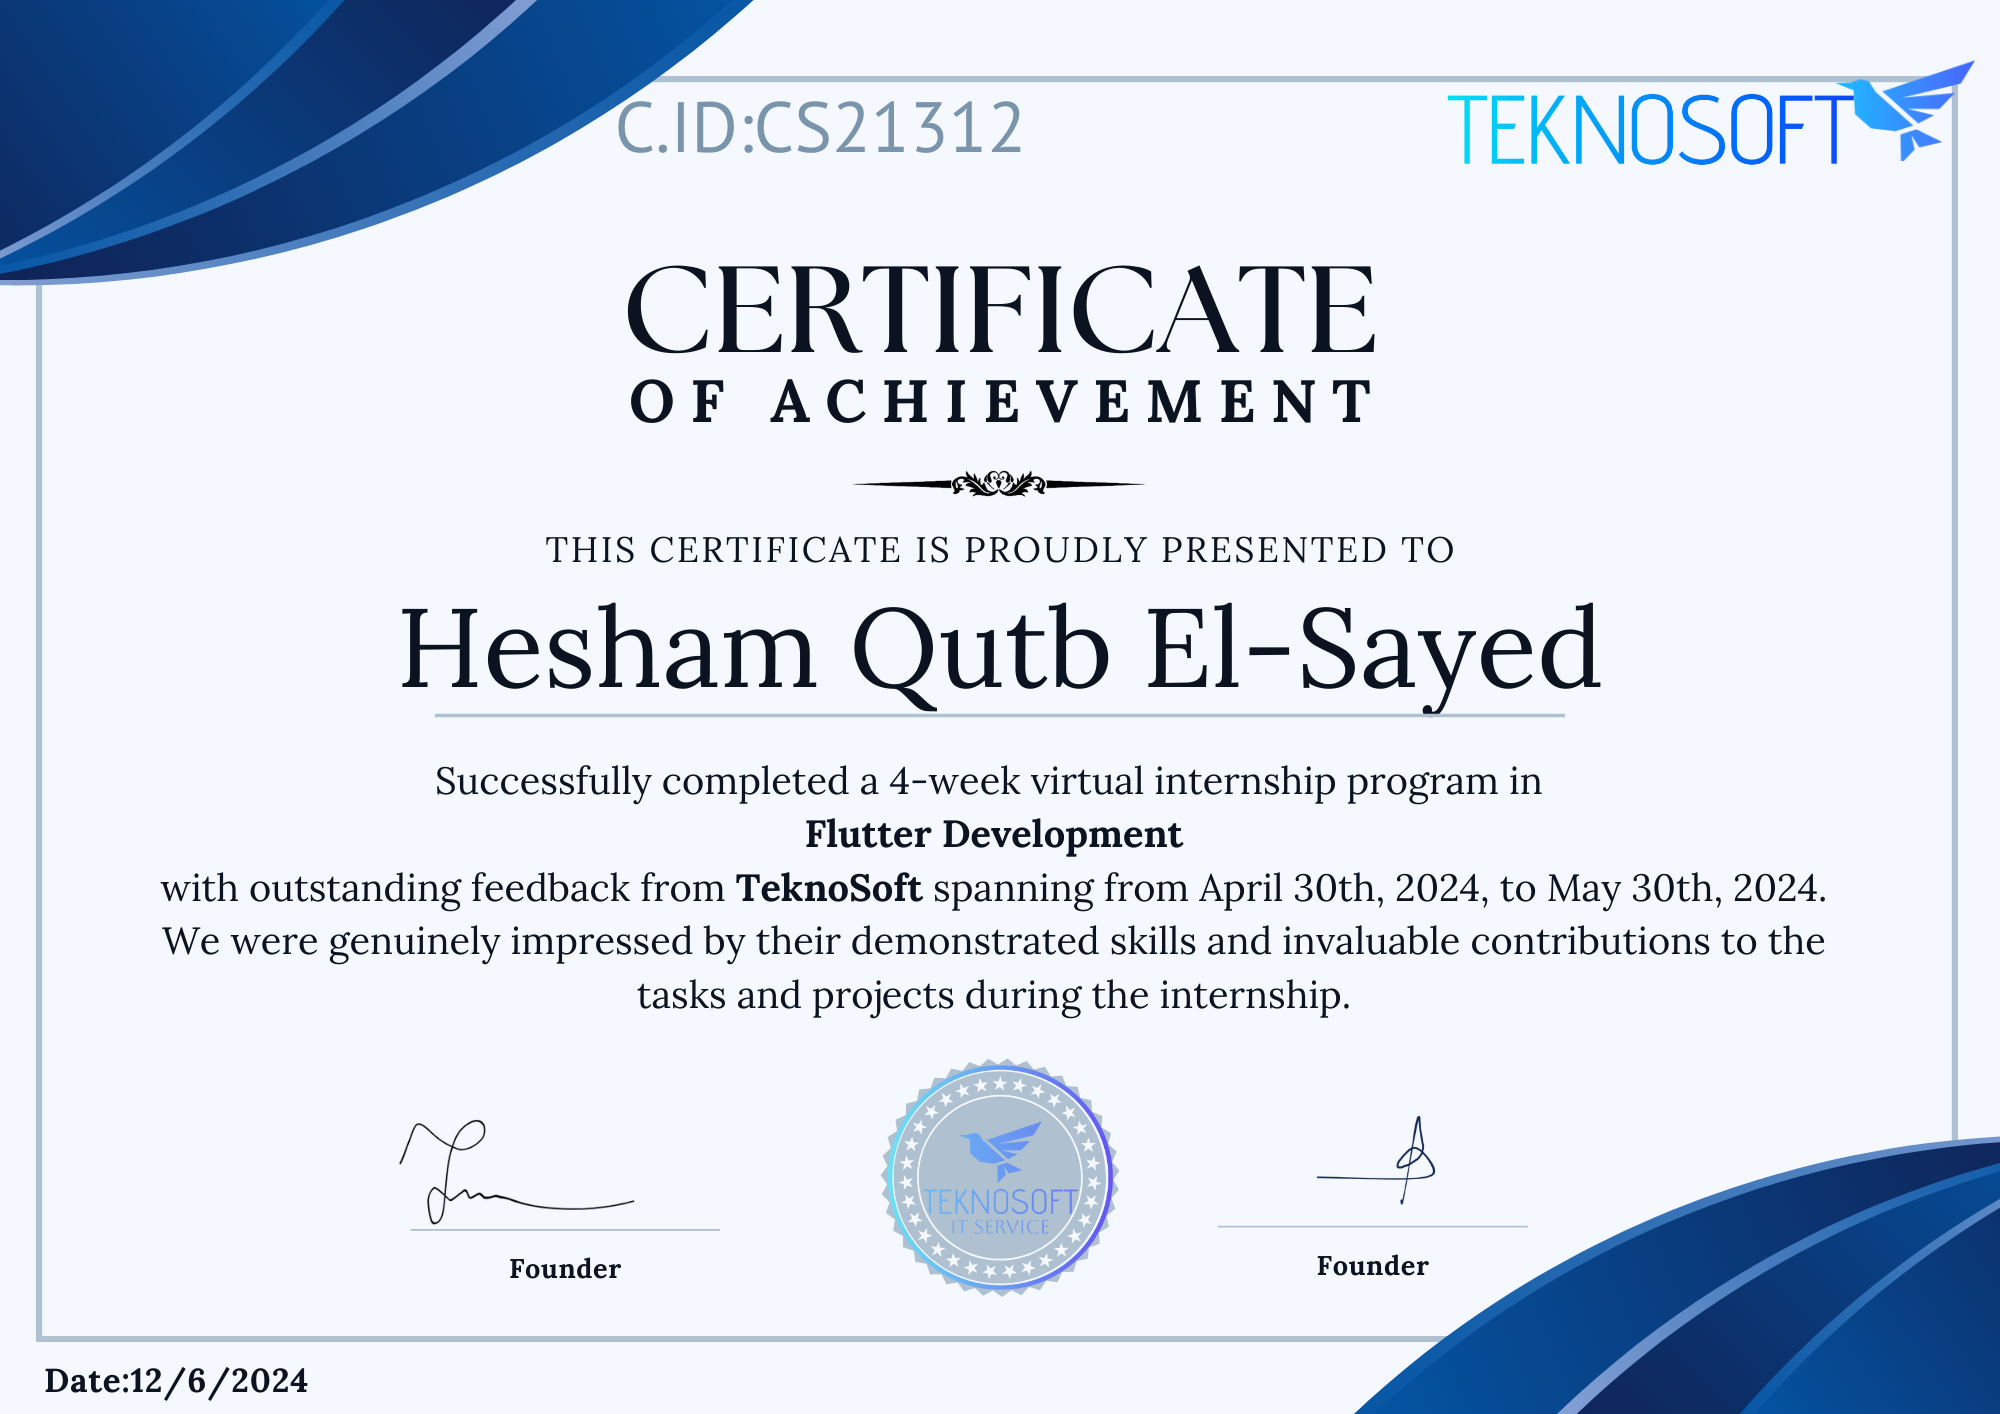 C.ID:CS21312
TEKNOSOFT
CERTIFICATE
OF ACHIEVEMENT
THIS CERTIFICATE IS PROUDLY PRESENTED TO
Hesham Qutb El-Sayed
Successfully completed a 4-week virtual internship program in
Flutter Development
with outstanding feedback from TeknoSoft spanning from April 30th, 2024, to May 30th, 2024.
We were genuinely impressed by their demonstrated skills and invaluable contributions to the
tasks and projects during the internship.
TEKNOSOFT
IT SERVICE
Founder
Founder
Date:12/6/2024